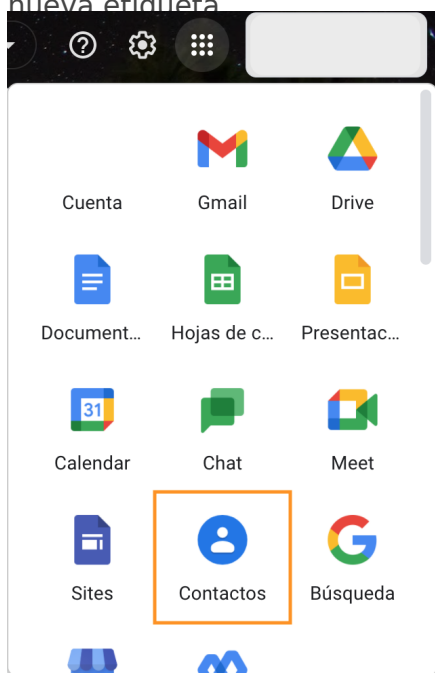 nueva etiqueta
Cuenta Gmail Drive
Document... Hojas de c... Presentac...
31
Calendar Chat Meet
Sites Contactos Búsqueda